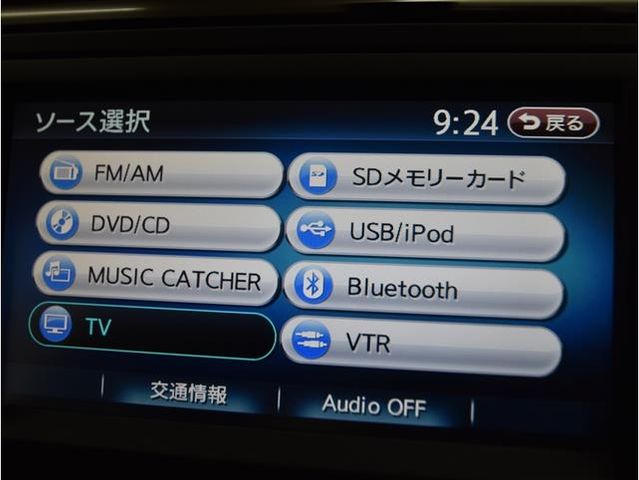 ソース選択
9:24
戻る
FM/AM
SDメモリーカード
DVD/CD
USB/iPod
MUSIC CATCHER
Bluetooth
TV
VTR
交通情報
Audio OFF